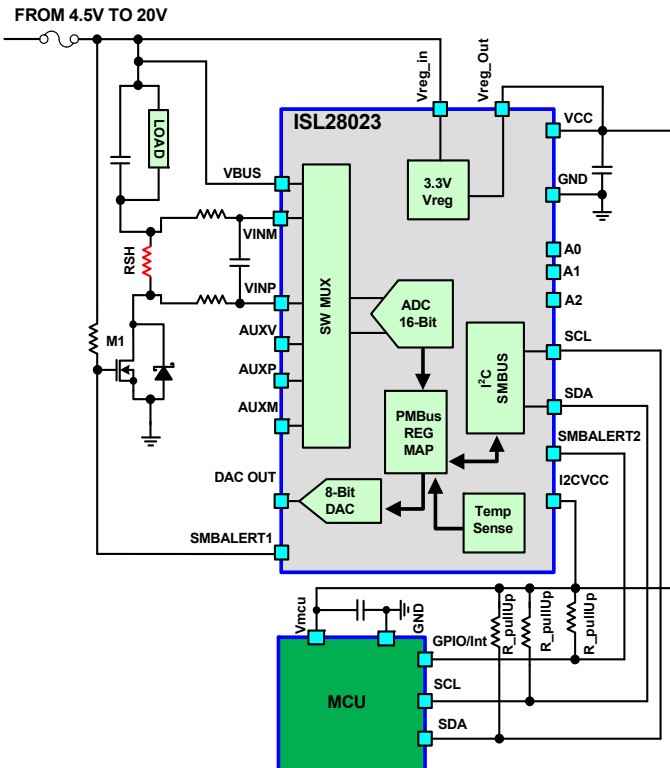 FROM 4.5V TO 20V
Vreg_in
Vreg_Out
ISL28023
VCC
LOAD
3.3V
Vreg
VBUS
GND
VINM
A0
RSH
A1
VINP
SW MUX
ADC
16-Bit
A2
M1
AUXV
I²C
SMBUS
SCL
AUXP
SDA
AUXM
PMBus
REG
MAP
SMBALERT2
DAC OUT
8-Bit
DAC
Temp
Sense
I2CVCC
SMBALERT1
Vmcu
GND
R_pullUp
R_pullUp
R_pullUp
GPIO/Int
MCU
SCL
SDA